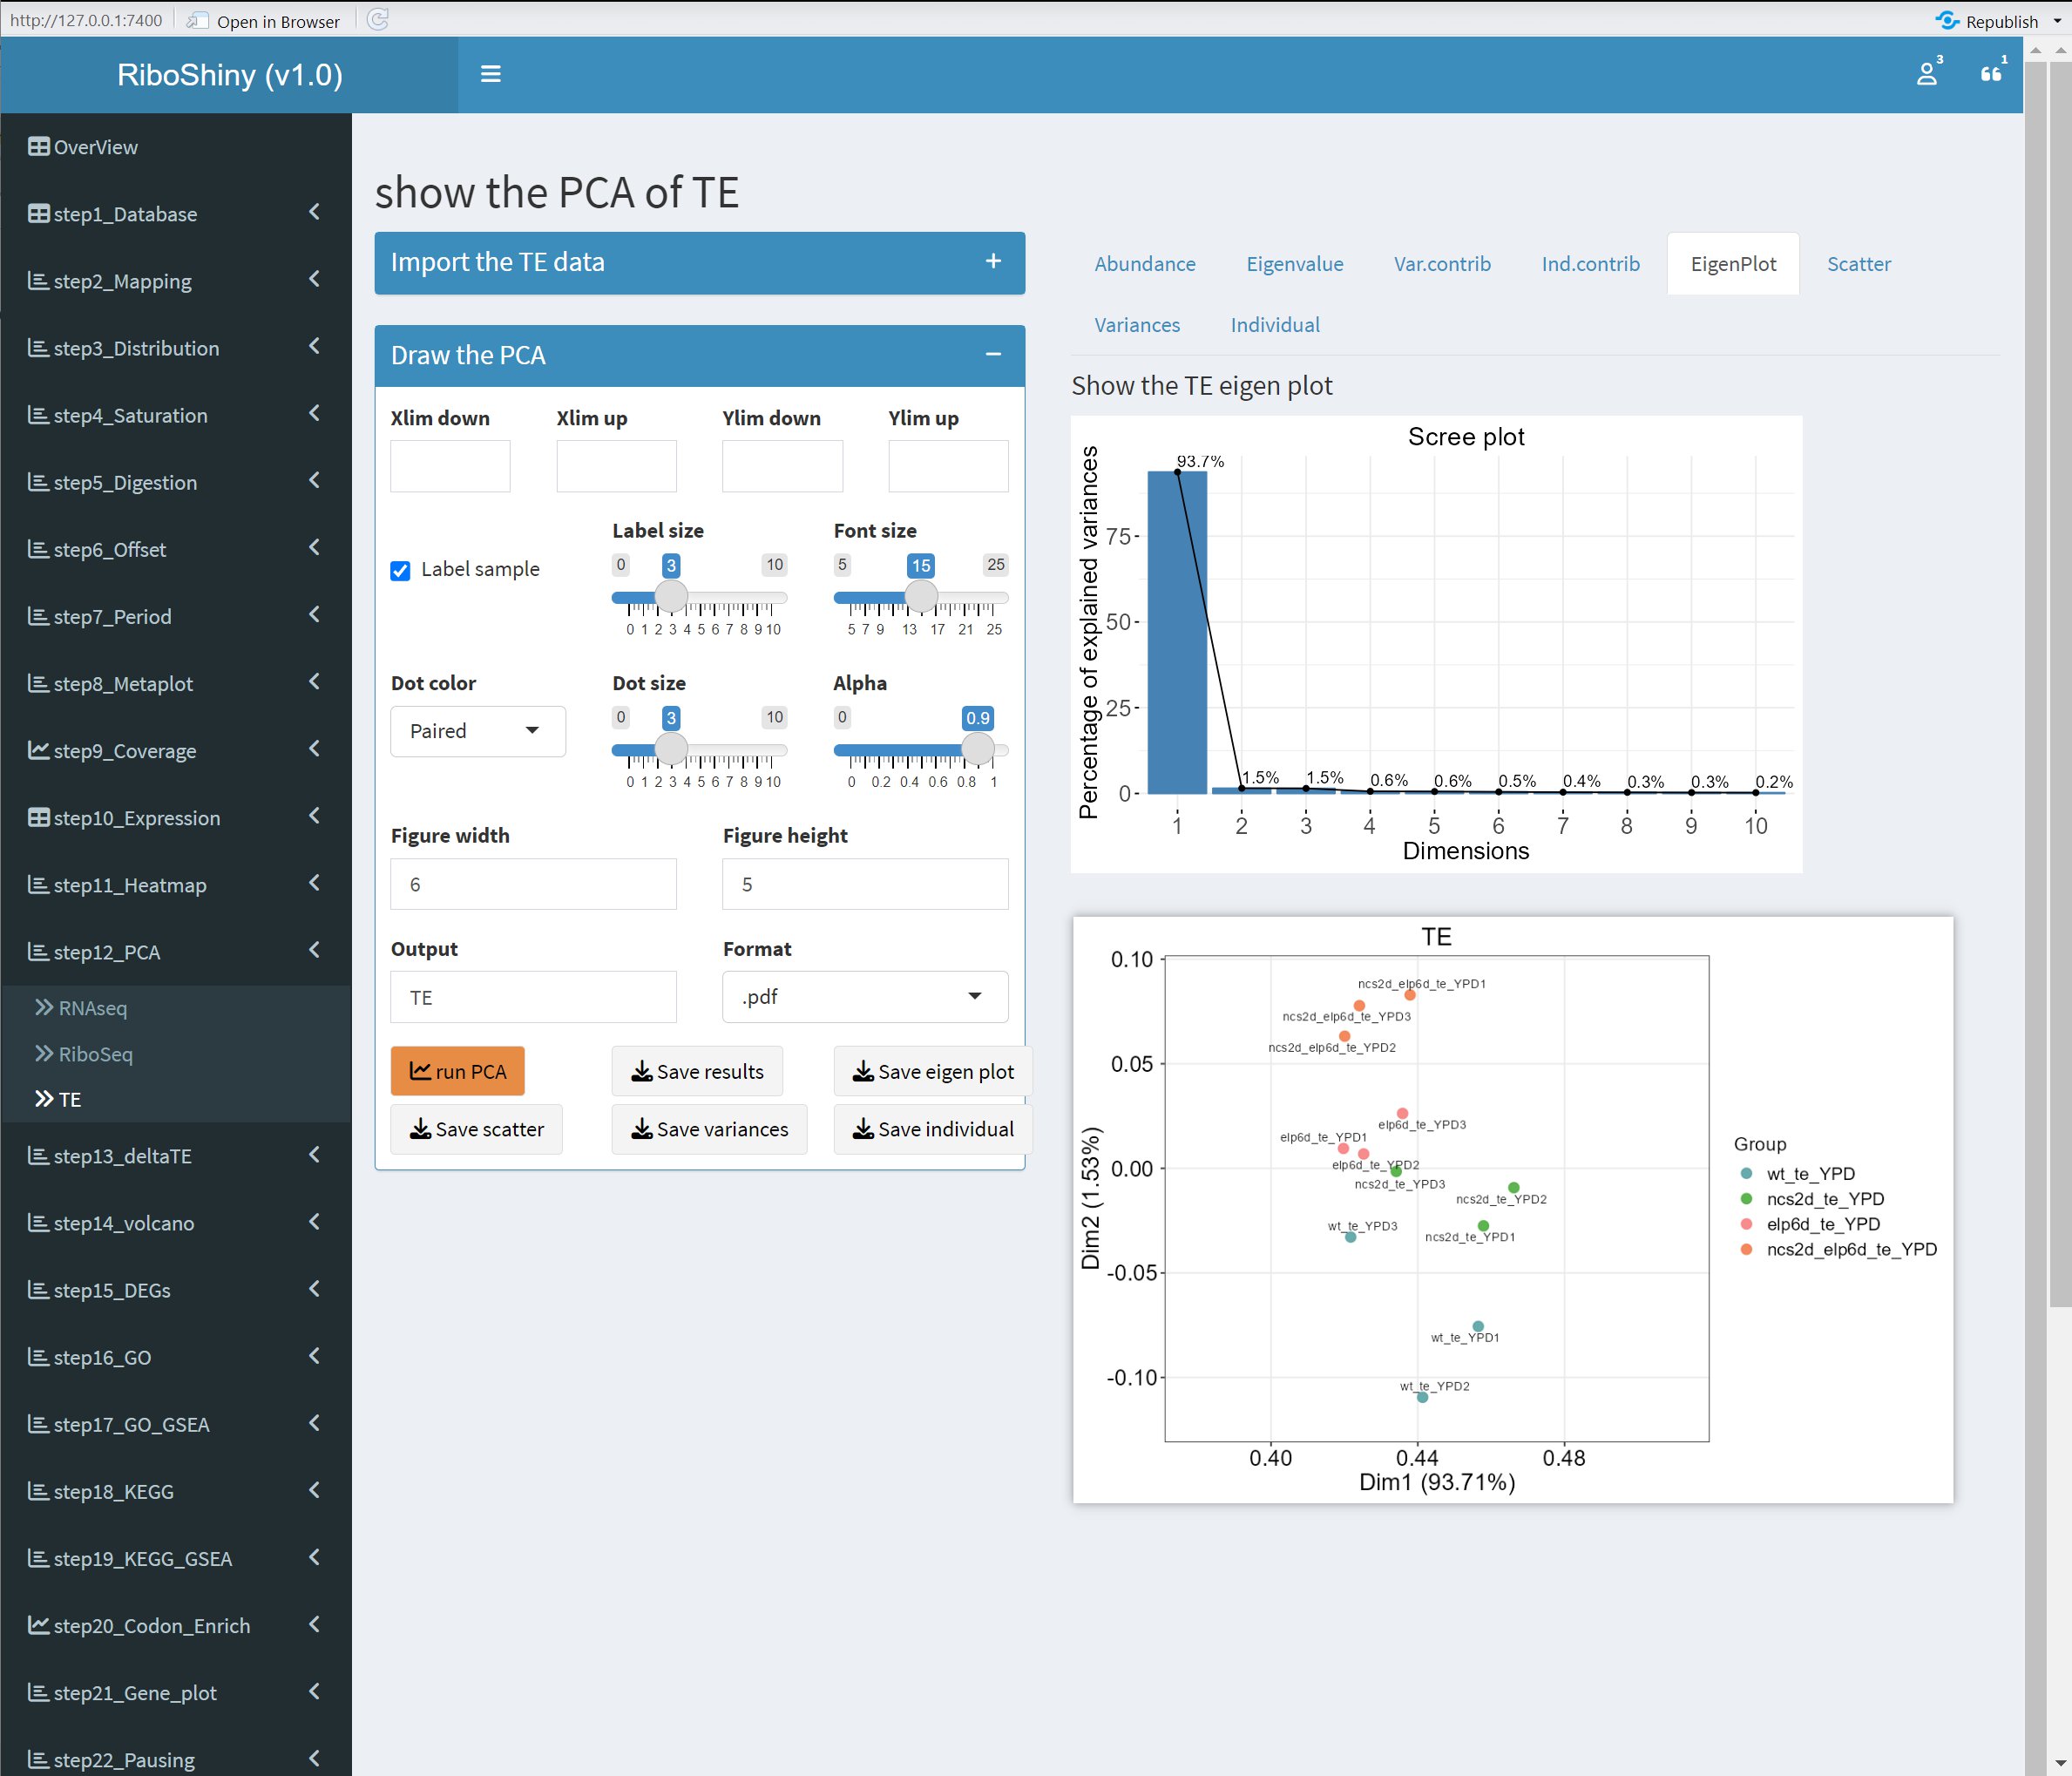 http://127.0.0.1:7400 Open in Browser Republish
RiboShiny (v1.0) 3 1
OverView
step1_Database
step2_Mapping
step3_Distribution
step4_Saturation
step5_Digestion
step6_Offset
step7_Period
step8_Metaplot
step9_Coverage
step10_Expression
step11_Heatmap
step12_PCA
RNAseq
RiboSeq
TE
step13_deltaTE
step14_volcano
step15_DEGs
step16_GO
step17_GO_GSEA
step18_KEGG
step19_KEGG_GSEA
step20_Codon_Enrich
step21_Gene_plot
step22_Pausing
show the PCA of TE
Import the TE data
Draw the PCA
Xlim down Xlim up Ylim down Ylim up
Label sample
Label size
0 3 10
0 1 2 3 4 5 6 7 8 9 10
Font size
5 15 25
5 7 9 13 17 21 25
Dot color
Paired
Dot size
0 3 10
0 1 2 3 4 5 6 7 8 9 10
Alpha
0 0.9
0 0.2 0.4 0.6 0.8 1
Figure width Figure height
6 5
Output Format
TE .pdf
run PCA Save results Save eigen plot
Save scatter Save variances Save individual
Abundance Eigenvalue Var.contrib Ind.contrib EigenPlot Scatter
Variances Individual
Show the TE eigen plot
Scree plot
Percentage of explained variances
75
50
25
0
93.7%
1.5% 1.5% 0.6% 0.6% 0.5% 0.4% 0.3% 0.3% 0.2%
1 2 3 4 5 6 7 8 9 10
Dimensions
TE
Dim2 (1.53%)
0.10
0.05
0.00
-0.05
-0.10
ncs2d_elp6d_te_YPD1
ncs2d_elp6d_te_YPD3
ncs2d_elp6d_te_YPD2
elp6d_te_YPD3
elp6d_te_YPD1
elp6d_te_YPD2
ncs2d_te_YPD3
ncs2d_te_YPD2
wt_te_YPD3
ncs2d_te_YPD1
wt_te_YPD1
wt_te_YPD2
0.40 0.44 0.48
Dim1 (93.71%)
Group
wt_te_YPD
ncs2d_te_YPD
elp6d_te_YPD
ncs2d_elp6d_te_YPD